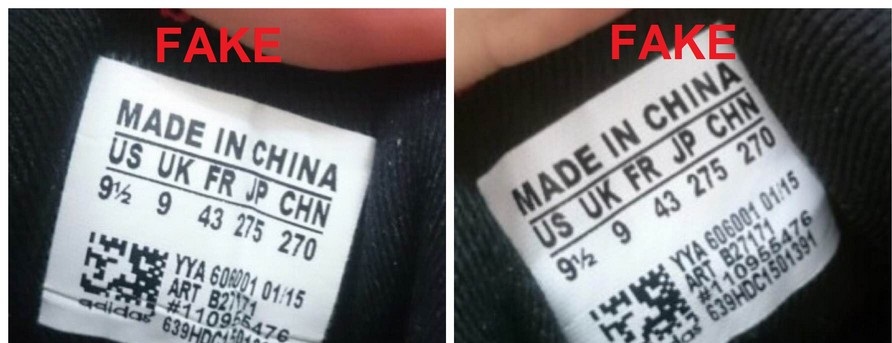 FAKE
MADE IN CHINA
US UK FR JP CHN
9½ 9 43 275 270
YYA 606001 01/15
ART B27171
#110965476
adidas
FAKE
MADE IN CHINA
US UK FR JP CHN
9½ 9 43 275 270
YYA 606001 01/15
ART B27171
#110965476
639HDC1501391